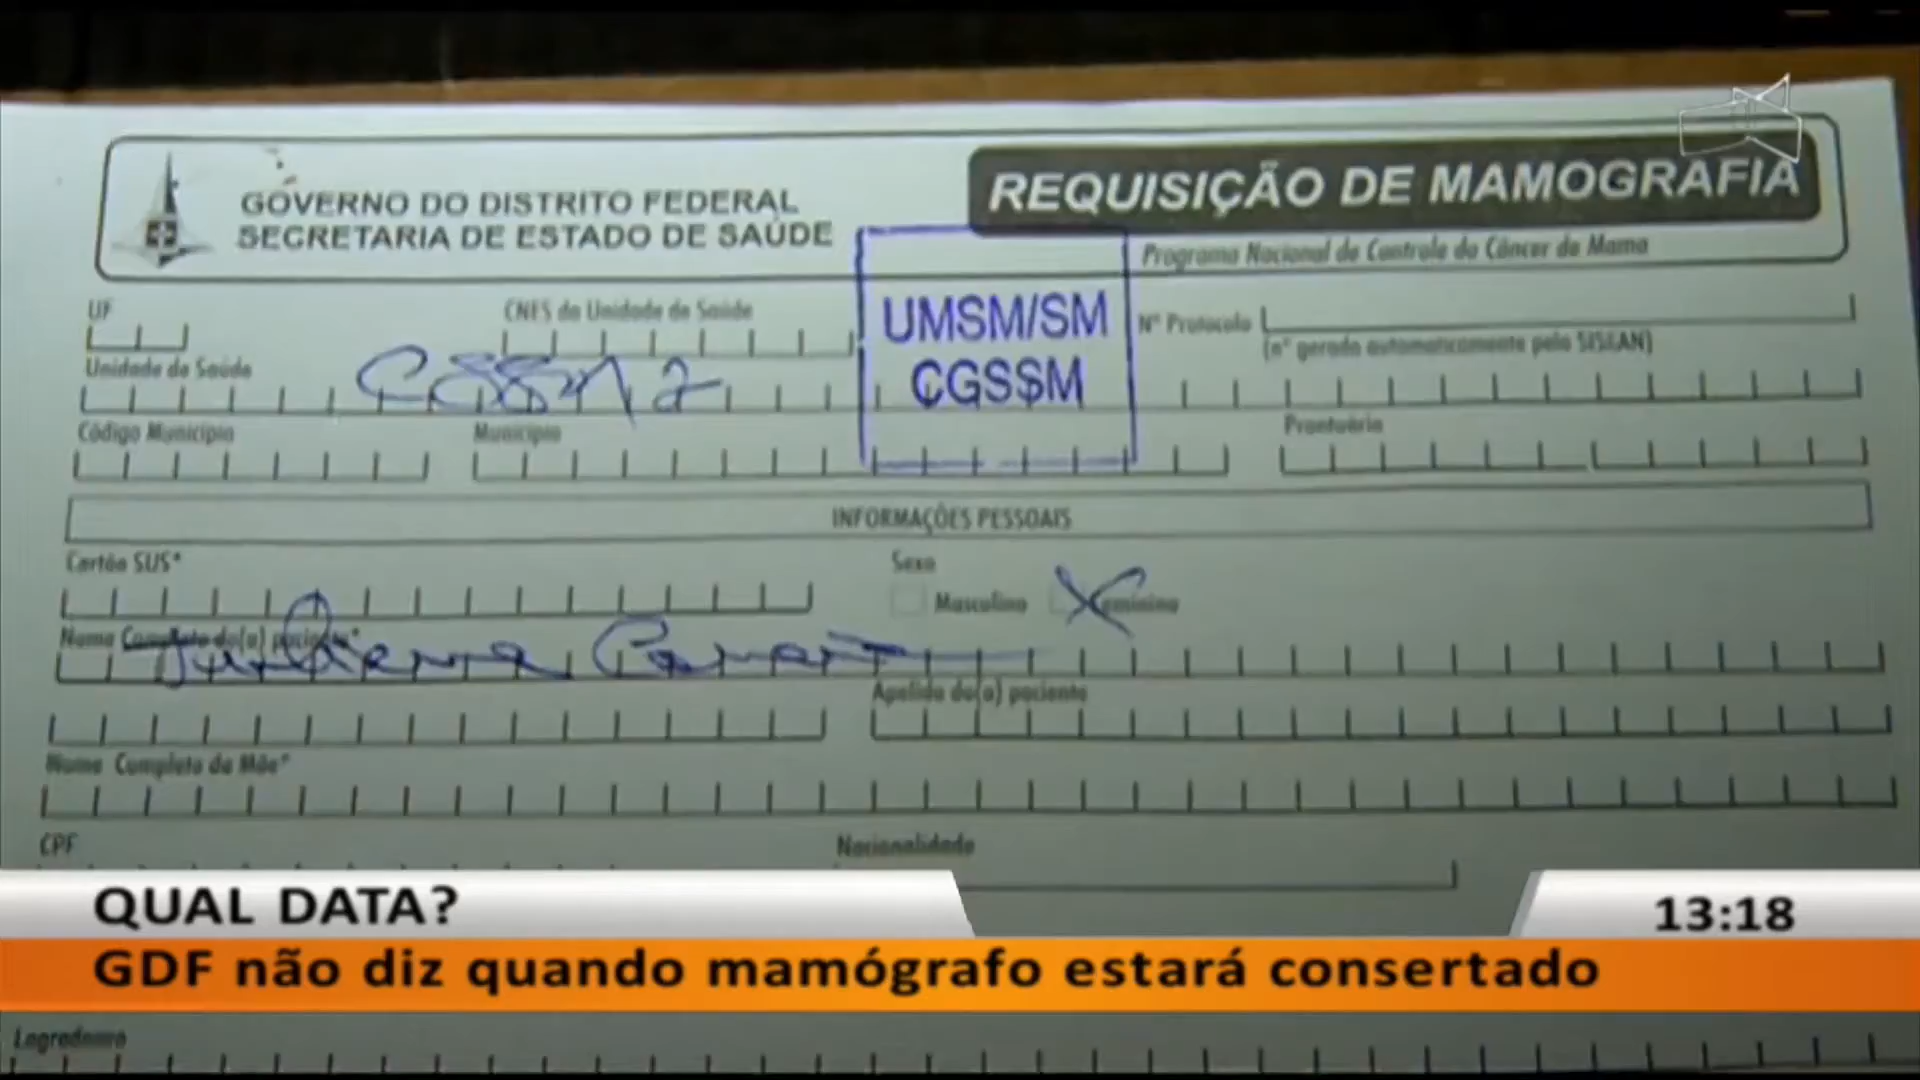 GOVERNO DO DISTRITO FEDERAL
SECRETARIA DE ESTADO DE SAÚDE
REQUISIÇÃO DE MAMOGRAFIA
Programa Nacional de Controle do Câncer de Mama
UF
CNES da Unidade de Saúde
UMSM/SM
CGSSM
Nº Protocolo
(nº gerado automaticamente pelo SISCAN)
Unidade de Saúde
Código Município
Município
Prontuário
INFORMAÇÕES PESSOAIS
Cartão SUS*
Sexo
Masculino
Feminino
Nome Completo do(a) paciente*
Apelido do(a) paciente
Nome Completo da Mãe*
CPF
Nacionalidade
QUAL DATA?
13:18
GDF não diz quando mamógrafo estará consertado
Logradouro